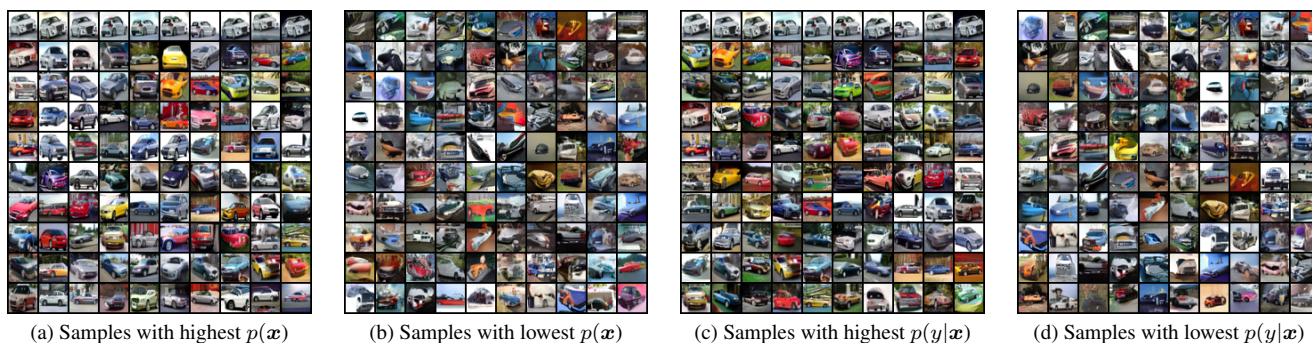 (a) Samples with highest p(x)
(b) Samples with lowest p(x)
(c) Samples with highest p(y|x)
(d) Samples with lowest p(y|x)